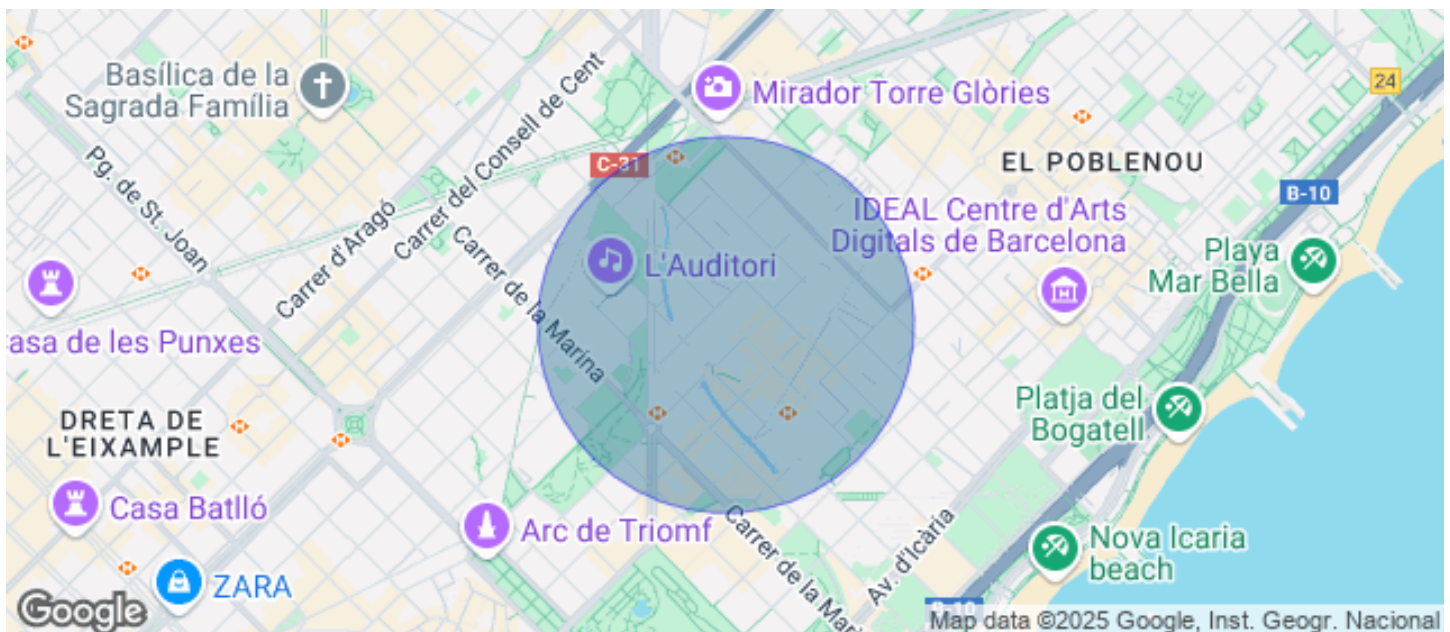 Basílica de la
Sagrada Família
Mirador Torre Glòries
24
Carrer del Consell de Cent
C-31
EL POBLENOU
B-10
Pg. de St. Joan
Carrer d'Aragó
IDEAL Centre d'Arts
Digitals de Barcelona
L'Auditori
Playa
Mar Bella
Carrer de la Marina
asa de les Punxes
DRETA DE
L'EIXAMPLE
Platja del
Bogatell
Casa Batlló
Arc de Triomf
Carrer de la Mari
Av. d'Icària
Nova Icaria
beach
ZARA
B-10
Google
Map data ©2025 Google, Inst. Geogr. Nacional